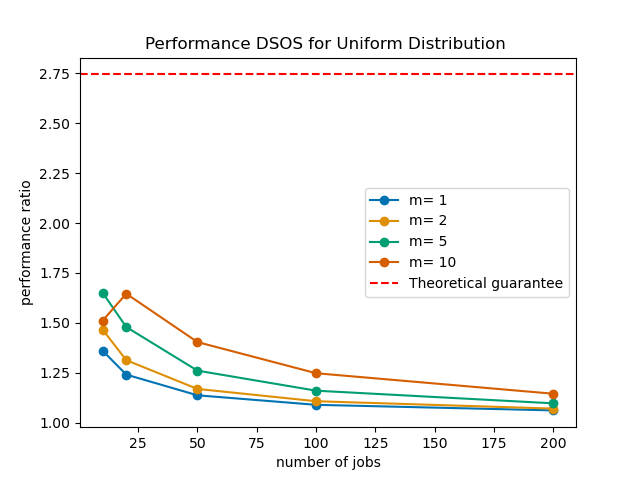 Performance DSOS for Uniform Distribution
performance ratio
2.75
2.50
2.25
2.00
1.75
1.50
1.25
1.00
m= 1
m= 2
m= 5
m= 10
Theoretical guarantee
25
50
75
100
125
150
175
200
number of jobs